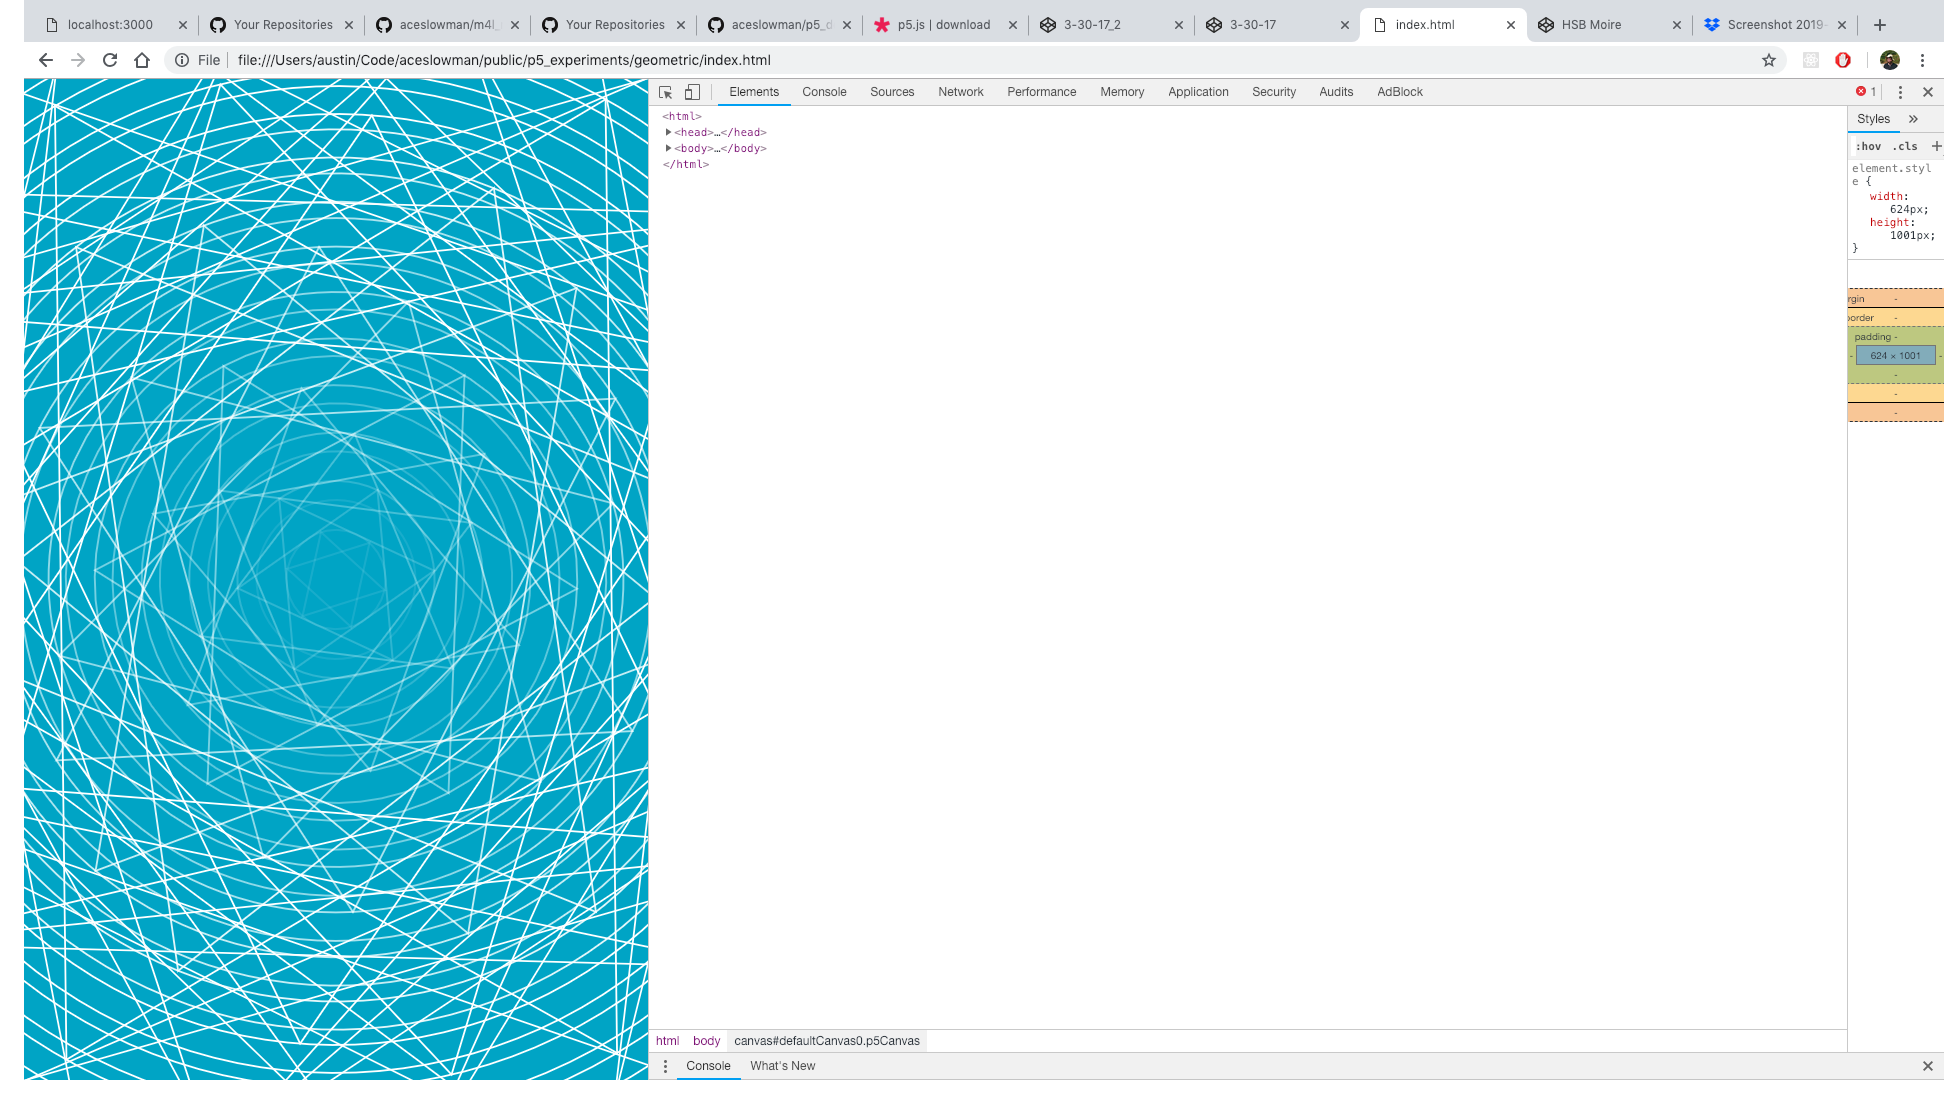 localhost:3000 Your Repositories aceslowman/m4l_ Your Repositories aceslowman/p5_d p5.js | download 3-30-17_2 3-30-17 index.html HSB Moire Screenshot 2019-
File file:///Users/austin/Code/aceslowman/public/p5_experiments/geometric/index.html
Elements Console Sources Network Performance Memory Application Security Audits AdBlock 1
<html>
<head>…</head>
<body>…</body>
</html>
Styles
:hov .cls +
element.styl
e {
width:
624px;
height:
1001px;
}
rgin -
border -
padding -
- 624 × 1001 -
-
-
-
html body canvas#defaultCanvas0.p5Canvas
Console What's New